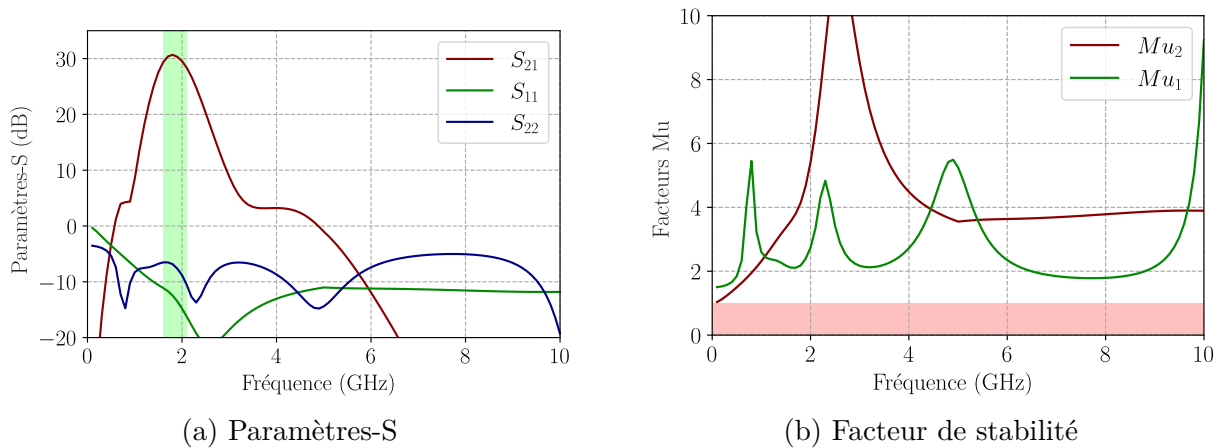 30
20
10
0
−10
−20
0
2
4
6
8
10
Paramètres-S (dB)
Fréquence (GHz)
S21
S11
S22
(a) Paramètres-S
10
8
6
4
2
0
0
2
4
6
8
10
Facteurs Mu
Fréquence (GHz)
Mu2
Mu1
(b) Facteur de stabilité